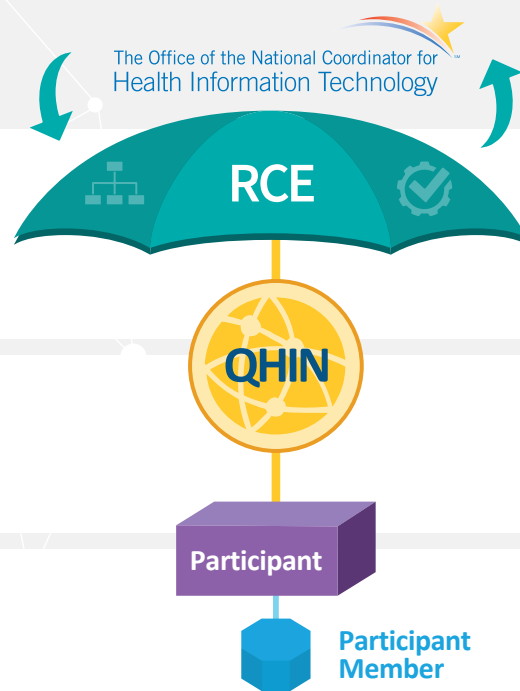 The Office of the National Coordinator for
Health Information Technology
RCE
QHIN
Participant
Participant
Member